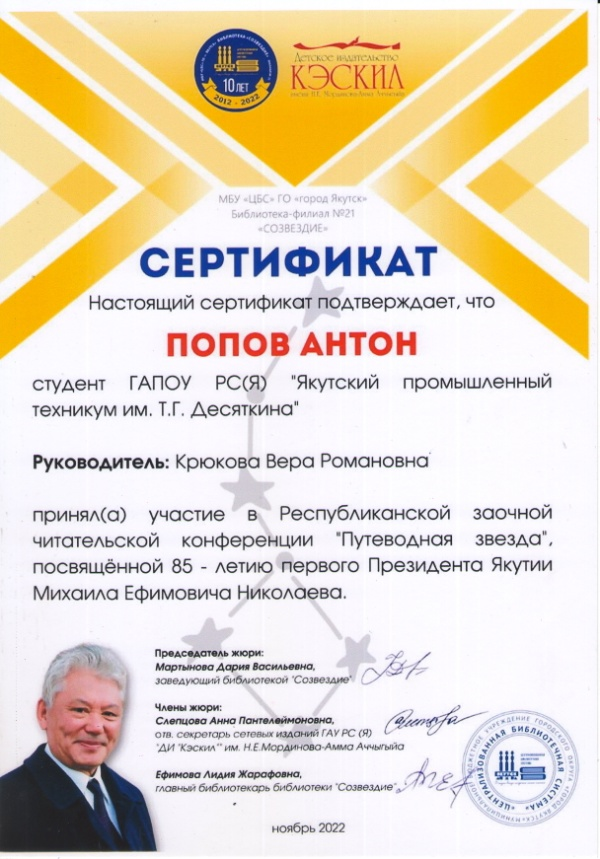 БИБЛИОТЕКА «СОЗВЕЗДИЕ»
10 ЛЕТ
2012 - 2022
Детское издательство
КЭСКИЛ
МБУ «ЦБС» ГО «город Якутск»
Библиотека-филиал №21
«СОЗВЕЗДИЕ»
СЕРТИФИКАТ
Настоящий сертификат подтверждает, что
ПОПОВ АНТОН
студент ГАПОУ РС(Я) "Якутский промышленный
техникум им. Т.Г. Десяткина"
Руководитель: Крюкова Вера Романовна
принял(а) участие в Республиканской заочной
читательской конференции "Путеводная звезда",
посвящённой 85 - летию первого Президента Якутии
Михаила Ефимовича Николаева.
Председатель жюри:
Мартынова Дария Васильевна,
заведующий библиотекой "Созвездие"
Члены жюри:
Слепцова Анна Пантелеймоновна,
отв. секретарь сетевых изданий ГАУ РС (Я)
"ДИ "Кэскил"" им. Н.Е.Мординова-Амма Аччыгыйа
Ефимова Лидия Жарафовна,
главный библиотекарь библиотеки "Созвездие"
«ЦЕНТРАЛИЗОВАННАЯ БИБЛИОТЕЧНАЯ СИСТЕМА»
ноябрь 2022